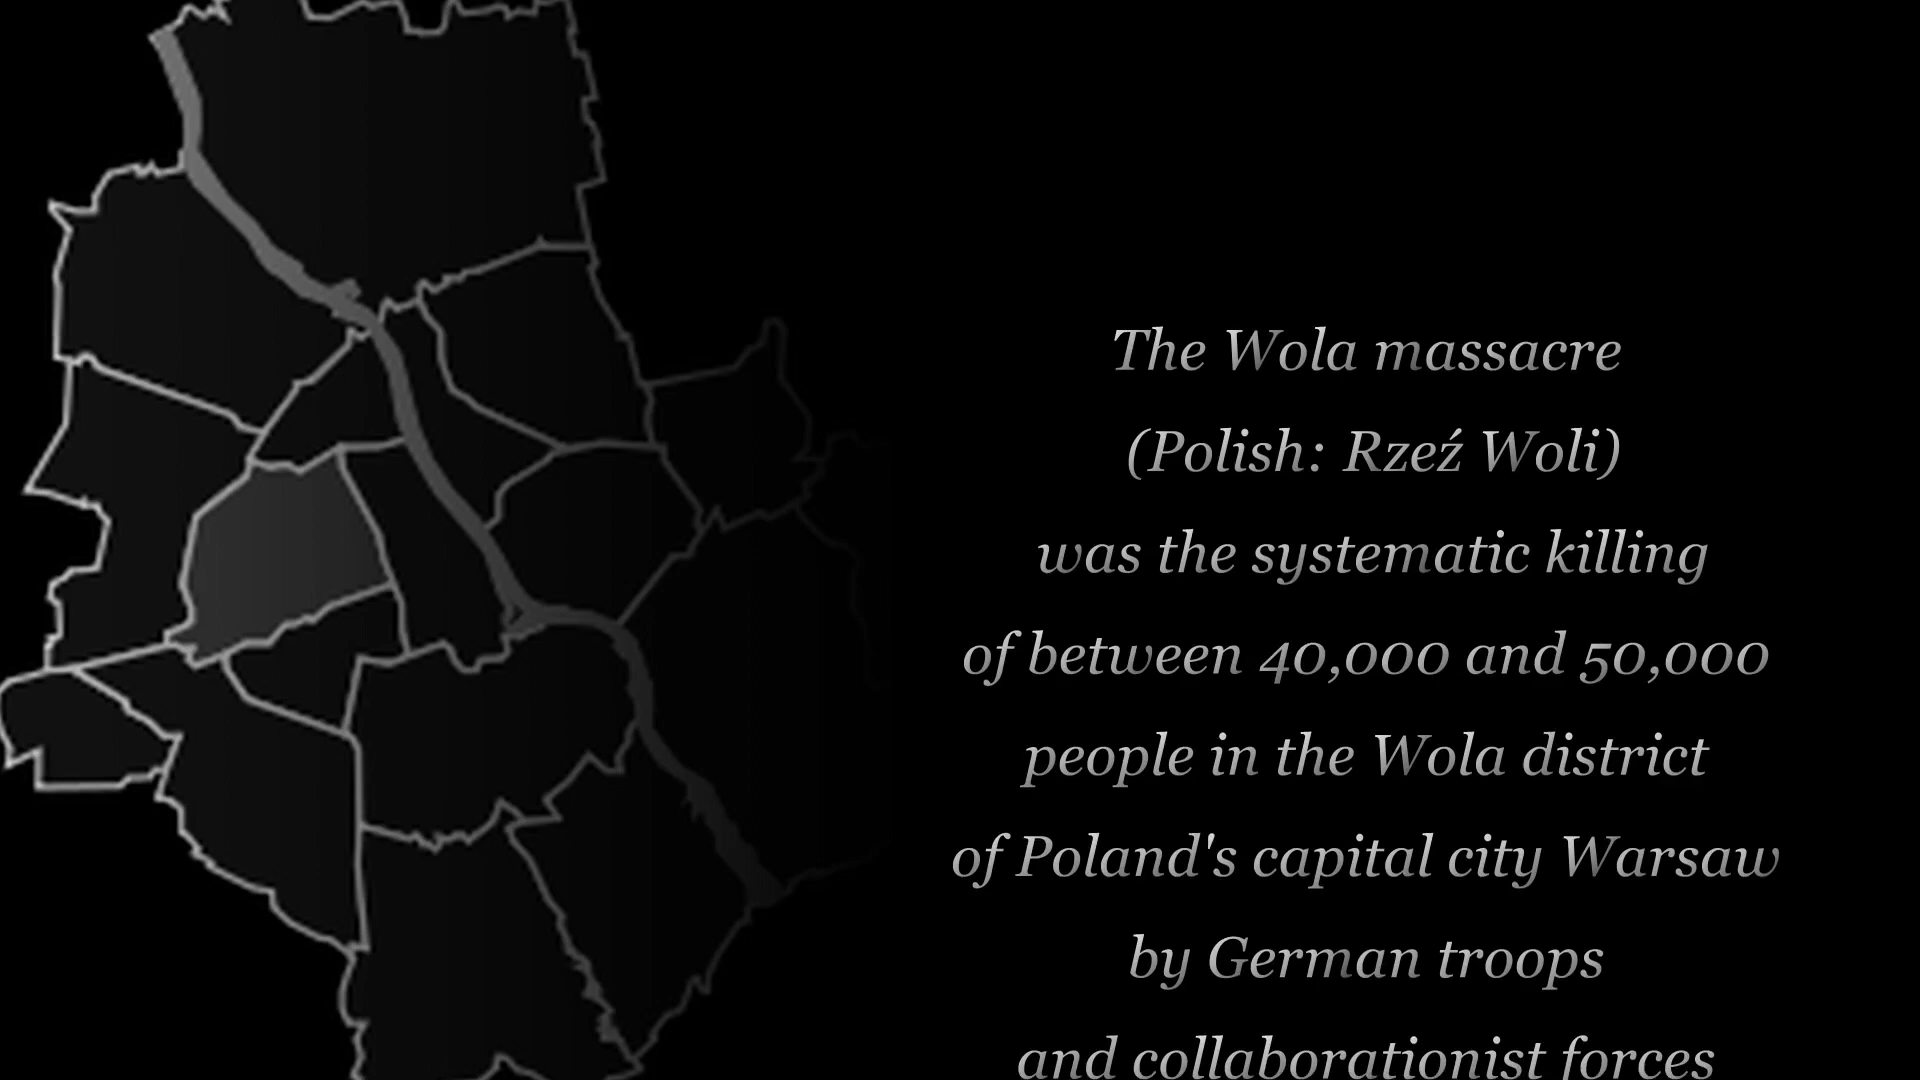 The Wola massacre
(Polish: Rzeź Woli)
was the systematic killing
of between 40,000 and 50,000
people in the Wola district
of Poland's capital city Warsaw
by German troops
and collaborationist forces